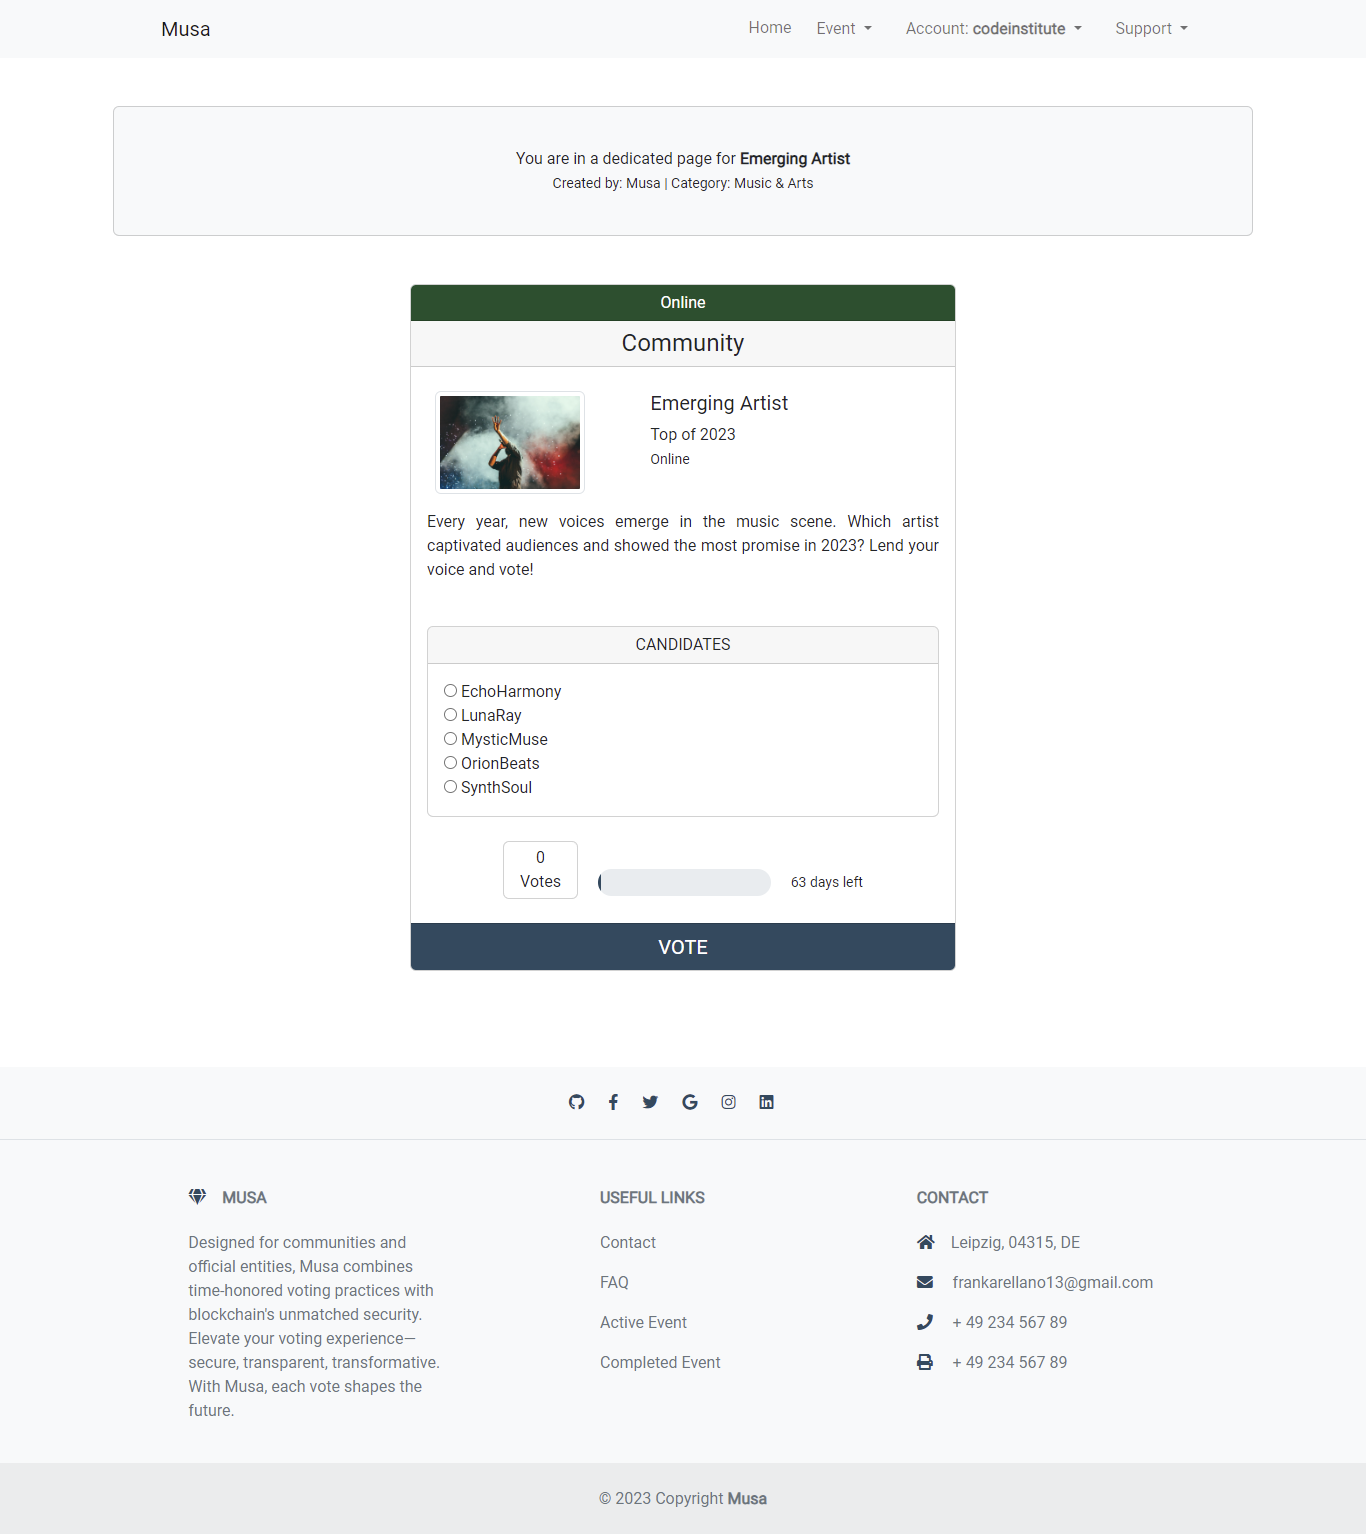 Musa
Home Event Account: codeinstitute Support
You are in a dedicated page for Emerging Artist
Created by: Musa | Category: Music & Arts
Online
Community
Emerging Artist
Top of 2023
Online
Every year, new voices emerge in the music scene. Which artist
captivated audiences and showed the most promise in 2023? Lend your
voice and vote!
CANDIDATES
EchoHarmony
LunaRay
MysticMuse
OrionBeats
SynthSoul
0
Votes
63 days left
VOTE
MUSA
Designed for communities and
official entities, Musa combines
time-honored voting practices with
blockchain's unmatched security.
Elevate your voting experience—
secure, transparent, transformative.
With Musa, each vote shapes the
future.
USEFUL LINKS
Contact
FAQ
Active Event
Completed Event
CONTACT
Leipzig, 04315, DE
frankarellano13@gmail.com
+ 49 234 567 89
+ 49 234 567 89
© 2023 Copyright Musa